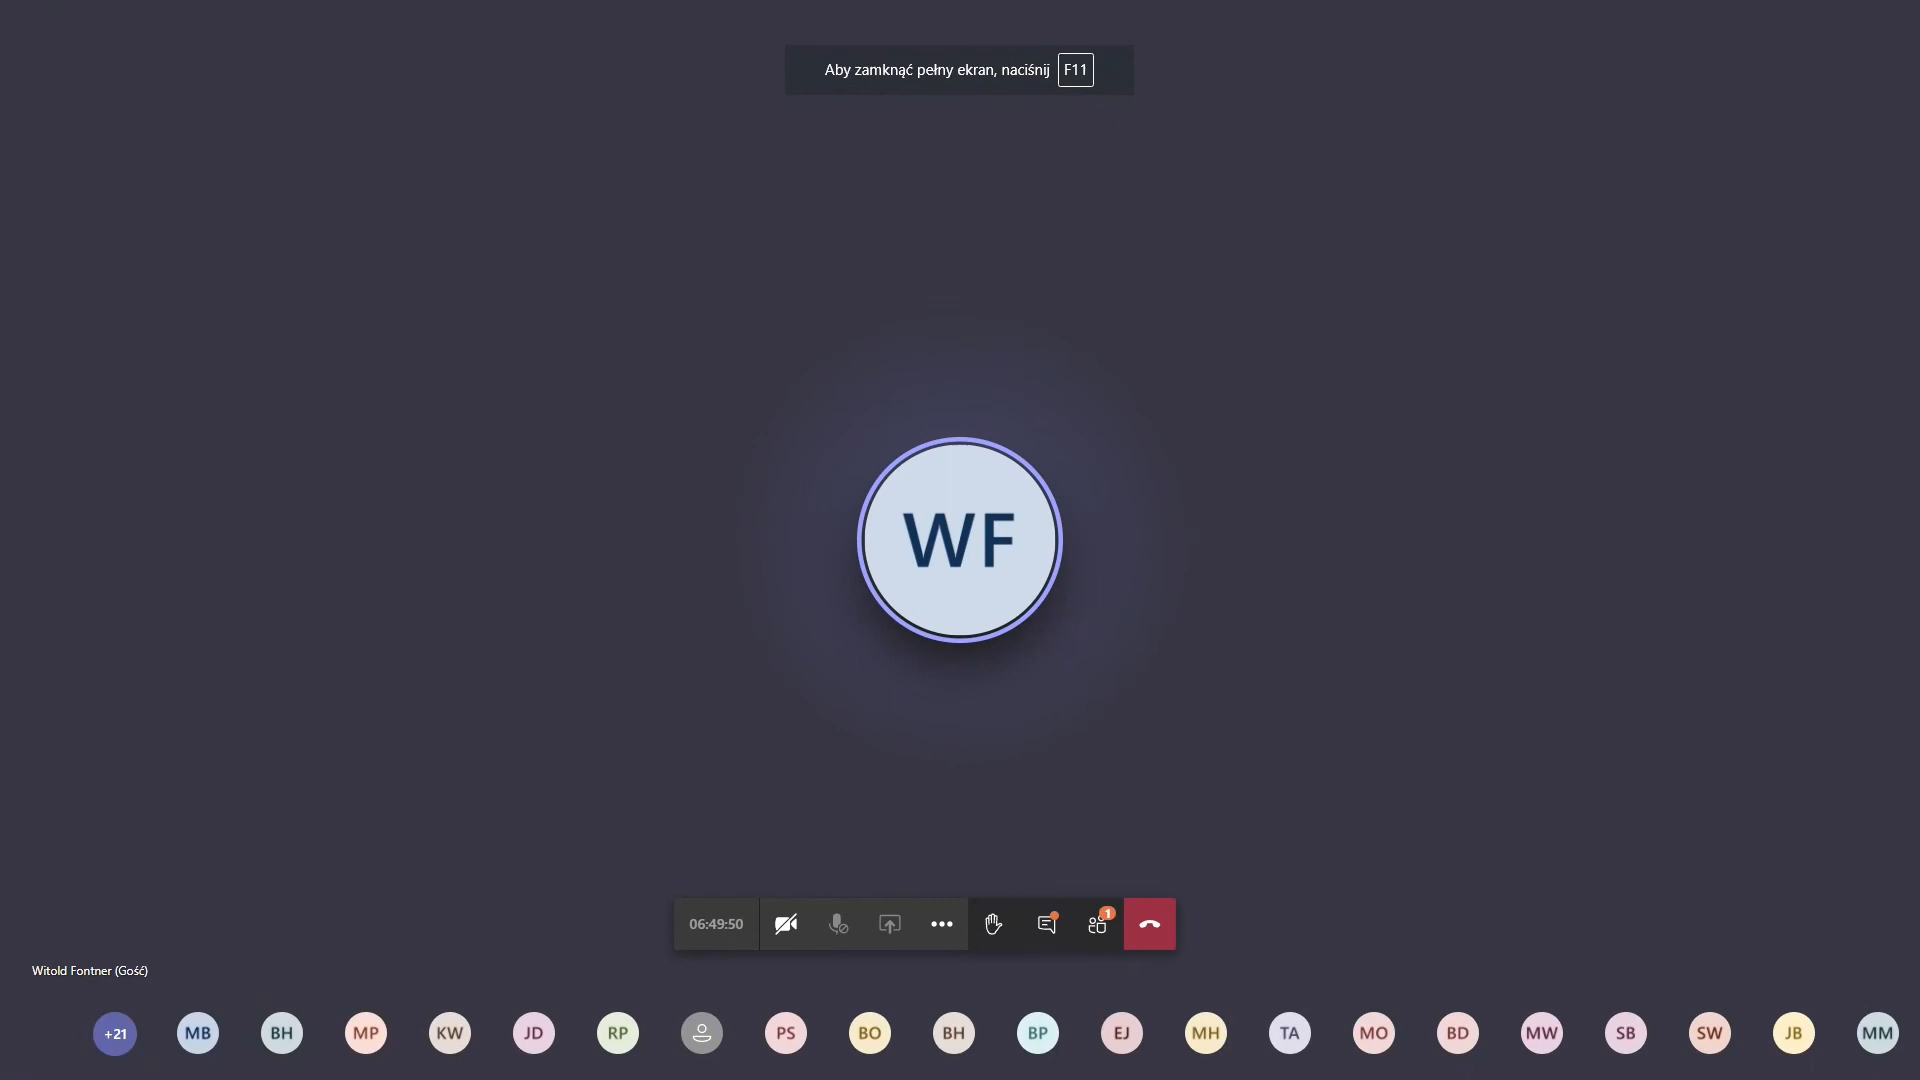 Aby zamknąć pełny ekran, naciśnij F11
WF
06:49:50
1
Witold Fontner (Gość)
+21 MB BH MP KW JD RP PS BO BH BP EJ MH TA MO BD MW SB SW JB MM